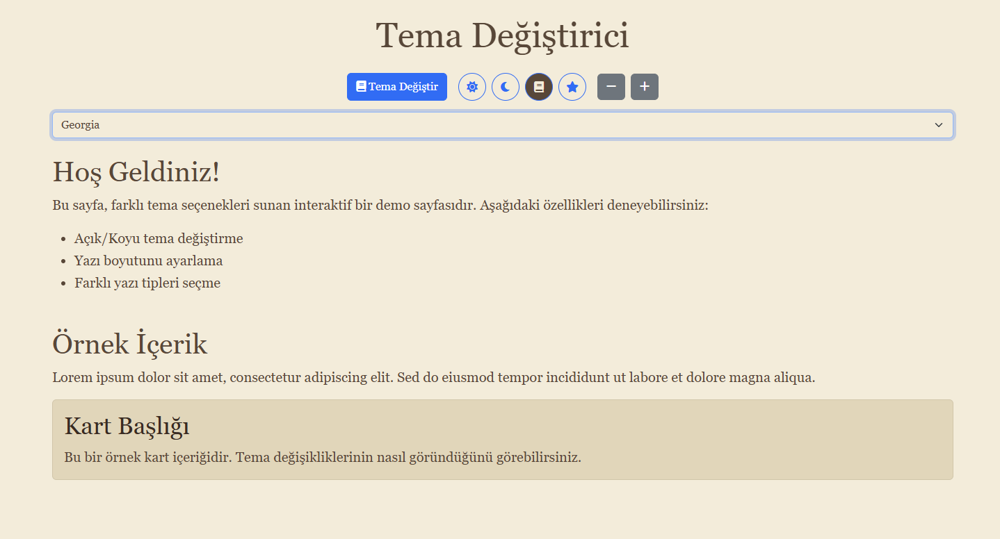 Tema Değiştirici
Tema Değiştir
Georgia
Hoş Geldiniz!
Bu sayfa, farklı tema seçenekleri sunan interaktif bir demo sayfasıdır. Aşağıdaki özellikleri deneyebilirsiniz:
Açık/Koyu tema değiştirme
Yazı boyutunu ayarlama
Farklı yazı tipleri seçme
Örnek İçerik
Lorem ipsum dolor sit amet, consectetur adipiscing elit. Sed do eiusmod tempor incididunt ut labore et dolore magna aliqua.
Kart Başlığı
Bu bir örnek kart içeriğidir. Tema değişikliklerinin nasıl göründüğünü görebilirsiniz.